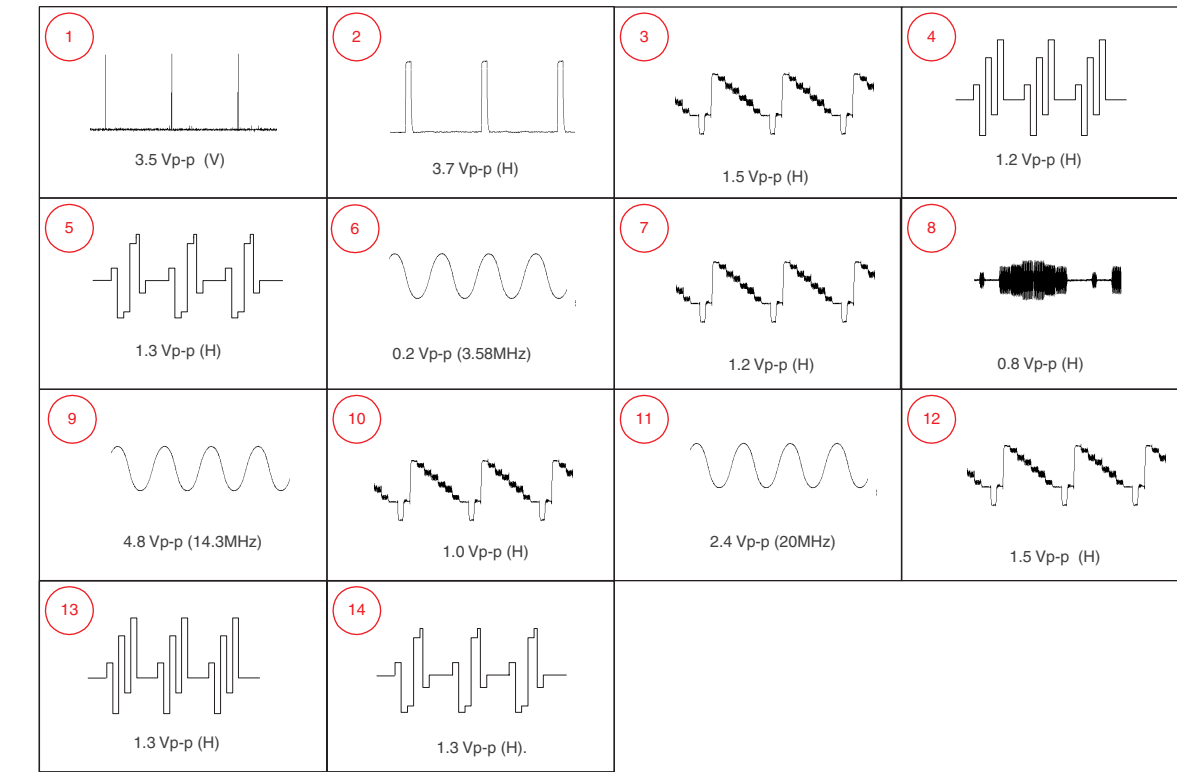 1
3.5 Vp-p (V)
2
3.7 Vp-p (H)
3
1.5 Vp-p (H)
4
1.2 Vp-p (H)
5
1.3 Vp-p (H)
6
0.2 Vp-p (3.58MHz)
7
1.2 Vp-p (H)
8
0.8 Vp-p (H)
9
4.8 Vp-p (14.3MHz)
10
1.0 Vp-p (H)
11
2.4 Vp-p (20MHz)
12
1.5 Vp-p (H)
13
1.3 Vp-p (H)
14
1.3 Vp-p (H).